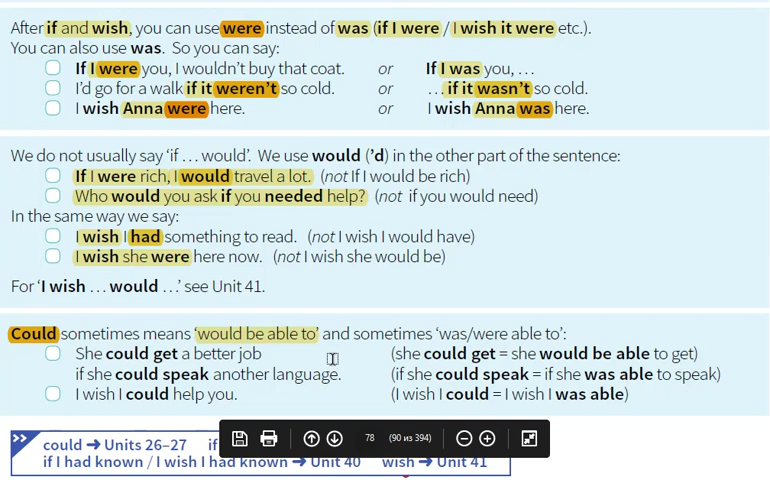 After if and wish, you can use were instead of was (if I were / I wish it were etc.).
You can also use was. So you can say:
If I were you, I wouldn't buy that coat. or If I was you, …
I'd go for a walk if it weren't so cold. or … if it wasn't so cold.
I wish Anna were here. or I wish Anna was here.
We do not usually say 'if … would'. We use would ('d) in the other part of the sentence:
If I were rich, I would travel a lot. (not If I would be rich)
Who would you ask if you needed help? (not if you would need)
In the same way we say:
I wish I had something to read. (not I wish I would have)
I wish she were here now. (not I wish she would be)
For 'I wish … would …' see Unit 41.
Could sometimes means 'would be able to' and sometimes 'was/were able to':
She could get a better job (she could get = she would be able to get)
if she could speak another language. (if she could speak = if she was able to speak)
I wish I could help you. (I wish I could = I wish I was able)
could ➜ Units 26–27 if
if I had known / I wish I had known ➜ Unit 40 wish ➜ Unit 41
78 (90 из 394)